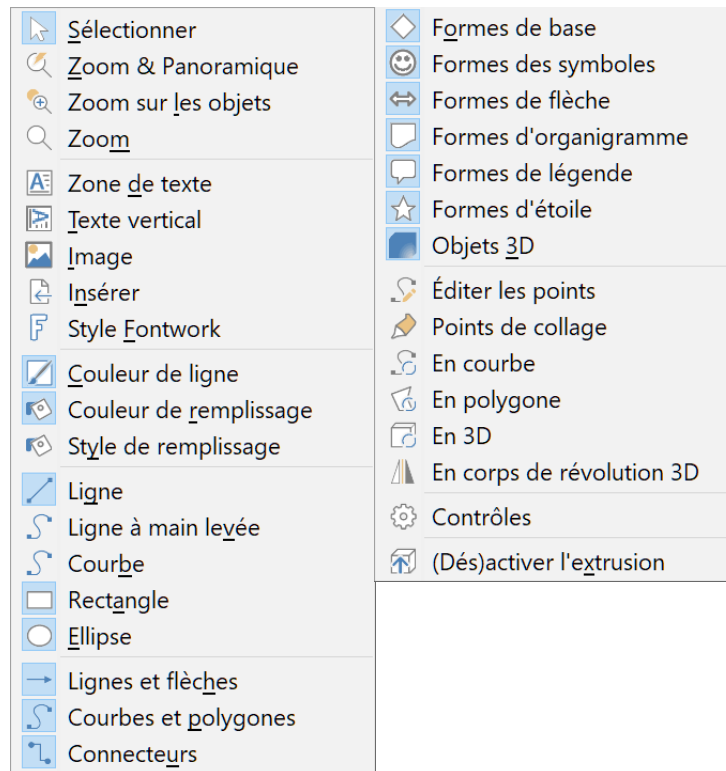 Sélectionner
Zoom & Panoramique
Zoom sur les objets
Zoom
Zone de texte
Texte vertical
Image
Insérer
Style Fontwork
Couleur de ligne
Couleur de remplissage
Style de remplissage
Ligne
Ligne à main levée
Courbe
Rectangle
Ellipse
Lignes et flèches
Courbes et polygones
Connecteurs
Formes de base
Formes des symboles
Formes de flèche
Formes d'organigramme
Formes de légende
Formes d'étoile
Objets 3D
Éditer les points
Points de collage
En courbe
En polygone
En 3D
En corps de révolution 3D
Contrôles
(Dés)activer l'extrusion